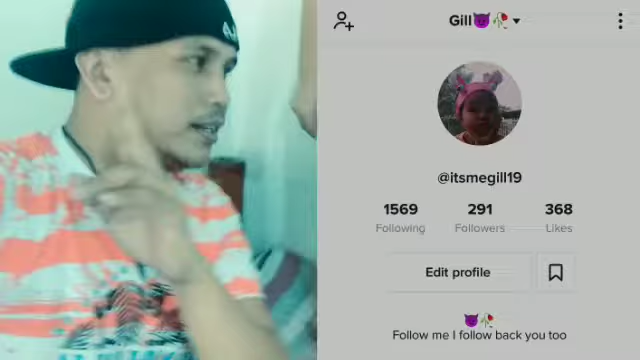 Gill😈🥀
@itsmegill19
1569 291 368
Following Followers Likes
Edit profile
😈🥀
Follow me I follow back you too